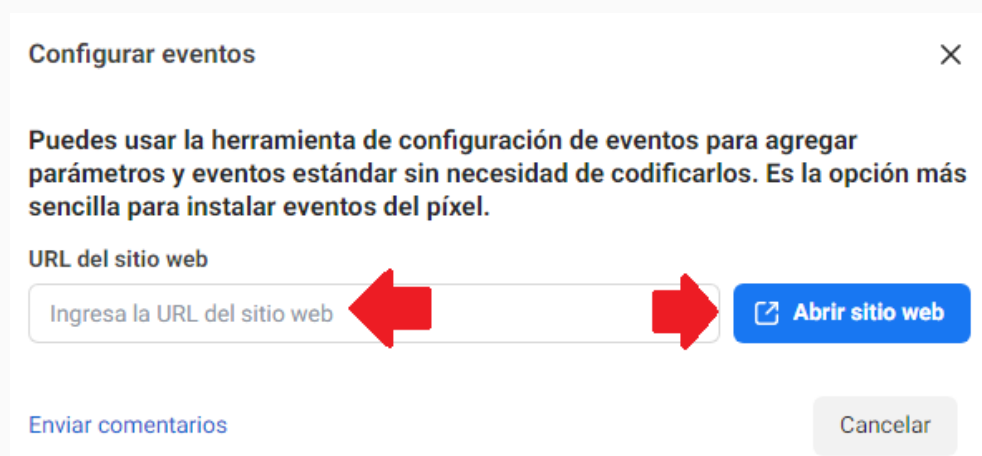 Configurar eventos
Puedes usar la herramienta de configuración de eventos para agregar
parámetros y eventos estándar sin necesidad de codificarlos. Es la opción más
sencilla para instalar eventos del píxel.
URL del sitio web
Ingresa la URL del sitio web
Abrir sitio web
Enviar comentarios
Cancelar